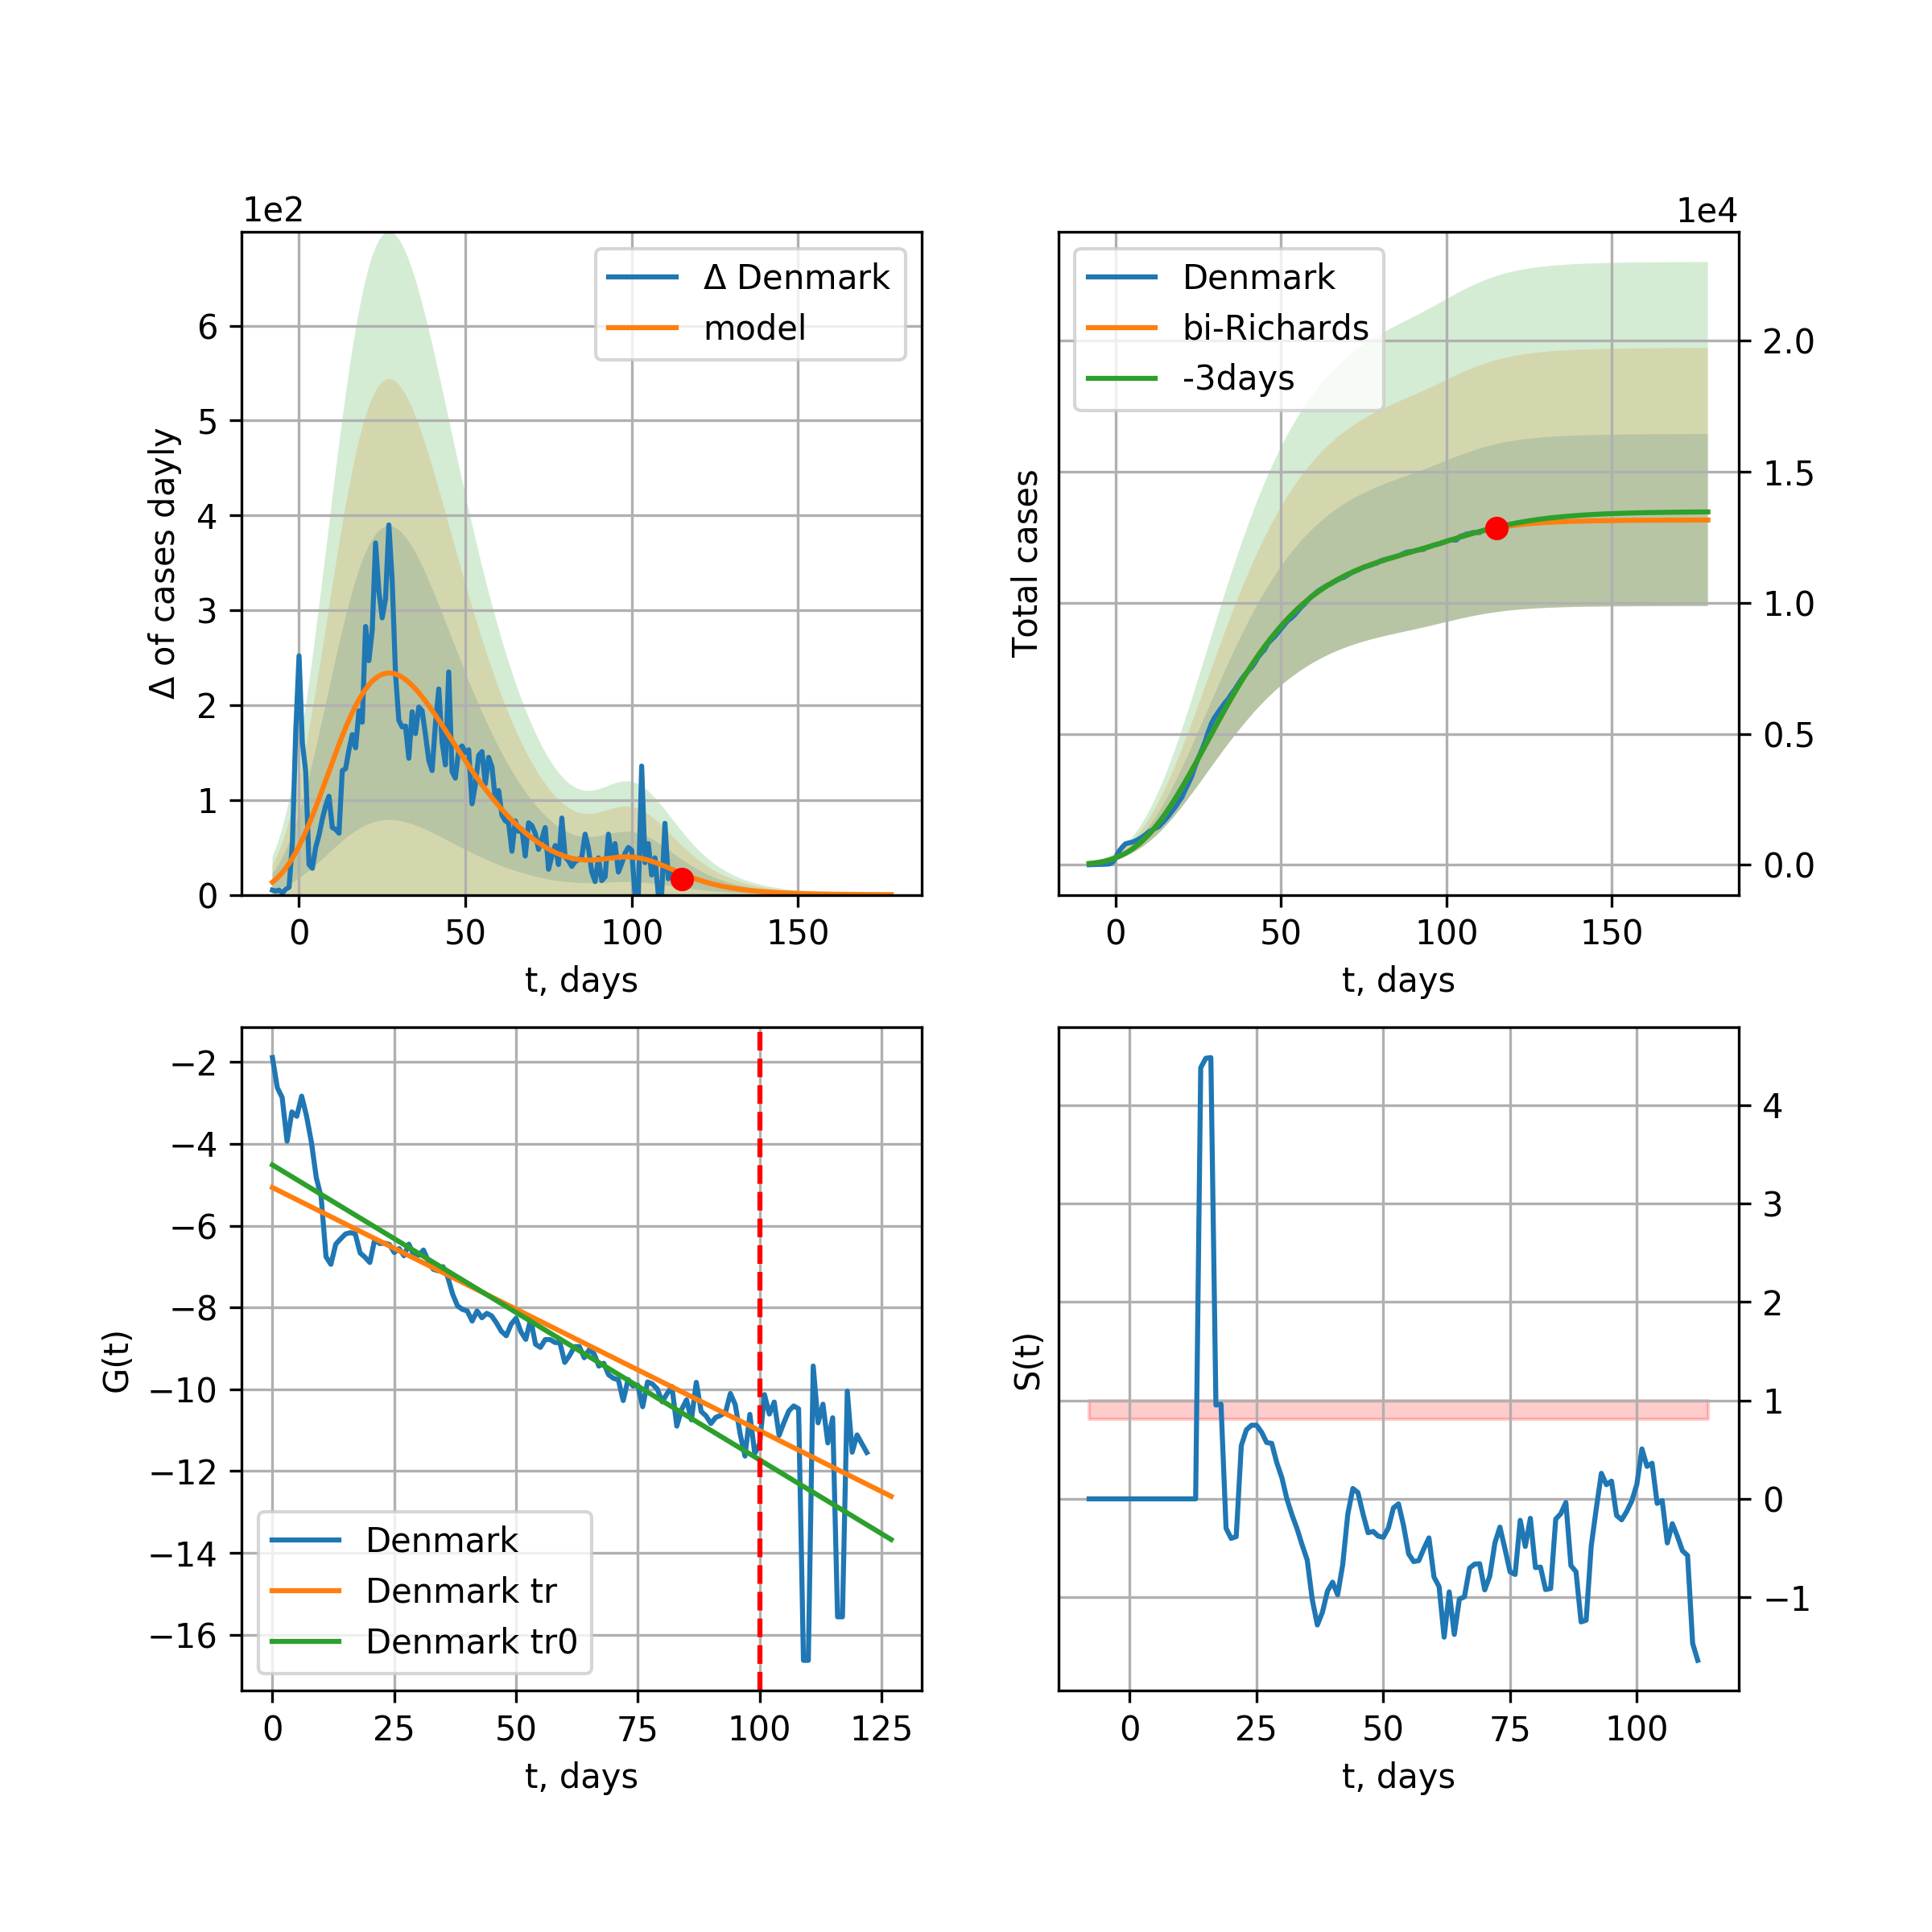 1e2
Δ of cases dayly
6
5
4
3
2
1
0
Δ Denmark
model
0 50 100 150
t, days
1e4
Total cases
Denmark
bi-Richards
-3days
2.0
1.5
1.0
0.5
0.0
0 50 100 150
t, days
G(t)
−2
−4
−6
−8
−10
−12
−14
−16
Denmark
Denmark tr
Denmark tr0
0 25 50 75 100 125
t, days
S(t)
4
3
2
1
0
−1
0 25 50 75 100
t, days